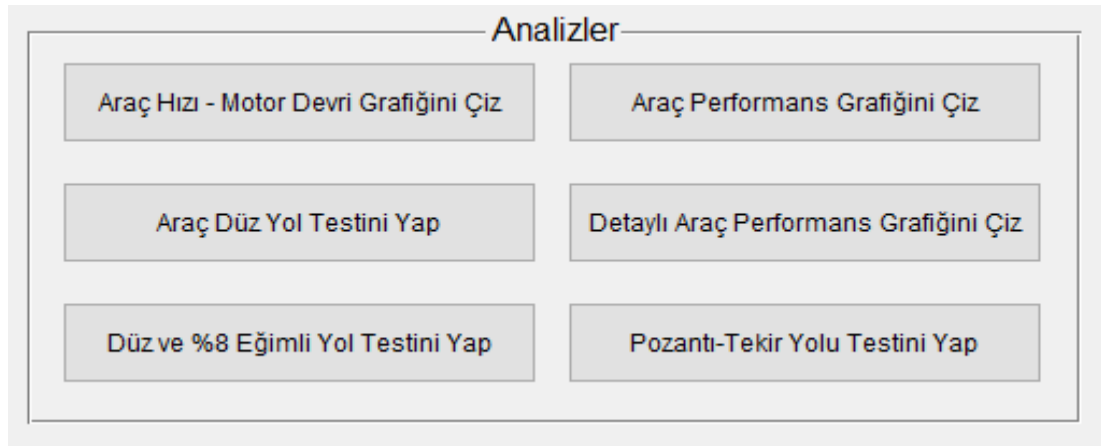 Analizler
Araç Hızı - Motor Devri Grafiğini Çiz
Araç Performans Grafiğini Çiz
Araç Düz Yol Testini Yap
Detaylı Araç Performans Grafiğini Çiz
Düz ve %8 Eğimli Yol Testini Yap
Pozantı-Tekir Yolu Testini Yap